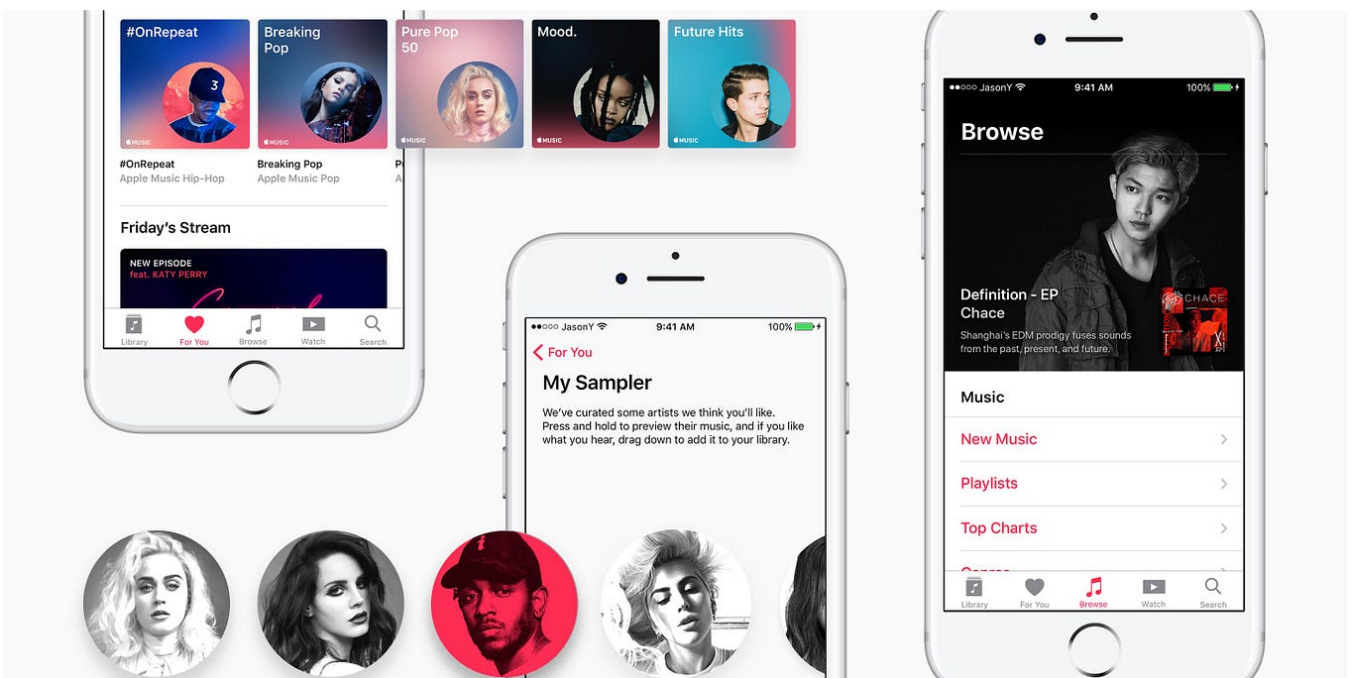 #OnRepeat
Breaking
Pop
Pure Pop
50
Mood.
Future Hits
3
MUSIC
MUSIC
MUSIC
MUSIC
MUSIC
#OnRepeat
Apple Music Hip-Hop
Breaking Pop
Apple Music Pop
Friday's Stream
NEW EPISODE
feat. KATY PERRY
Library
For You
Browse
Watch
Search
JasonY
9:41 AM
100%
For You
My Sampler
We've curated some artists we think you'll like.
Press and hold to preview their music, and if you like
what you hear, drag down to add it to your library.
JasonY
9:41 AM
100%
Browse
Definition - EP
Chace
Shanghai's EDM prodigy fuses sounds
from the past, present, and future.
CHACE
Music
New Music
Playlists
Top Charts
Genres
Library
For You
Browse
Watch
Search